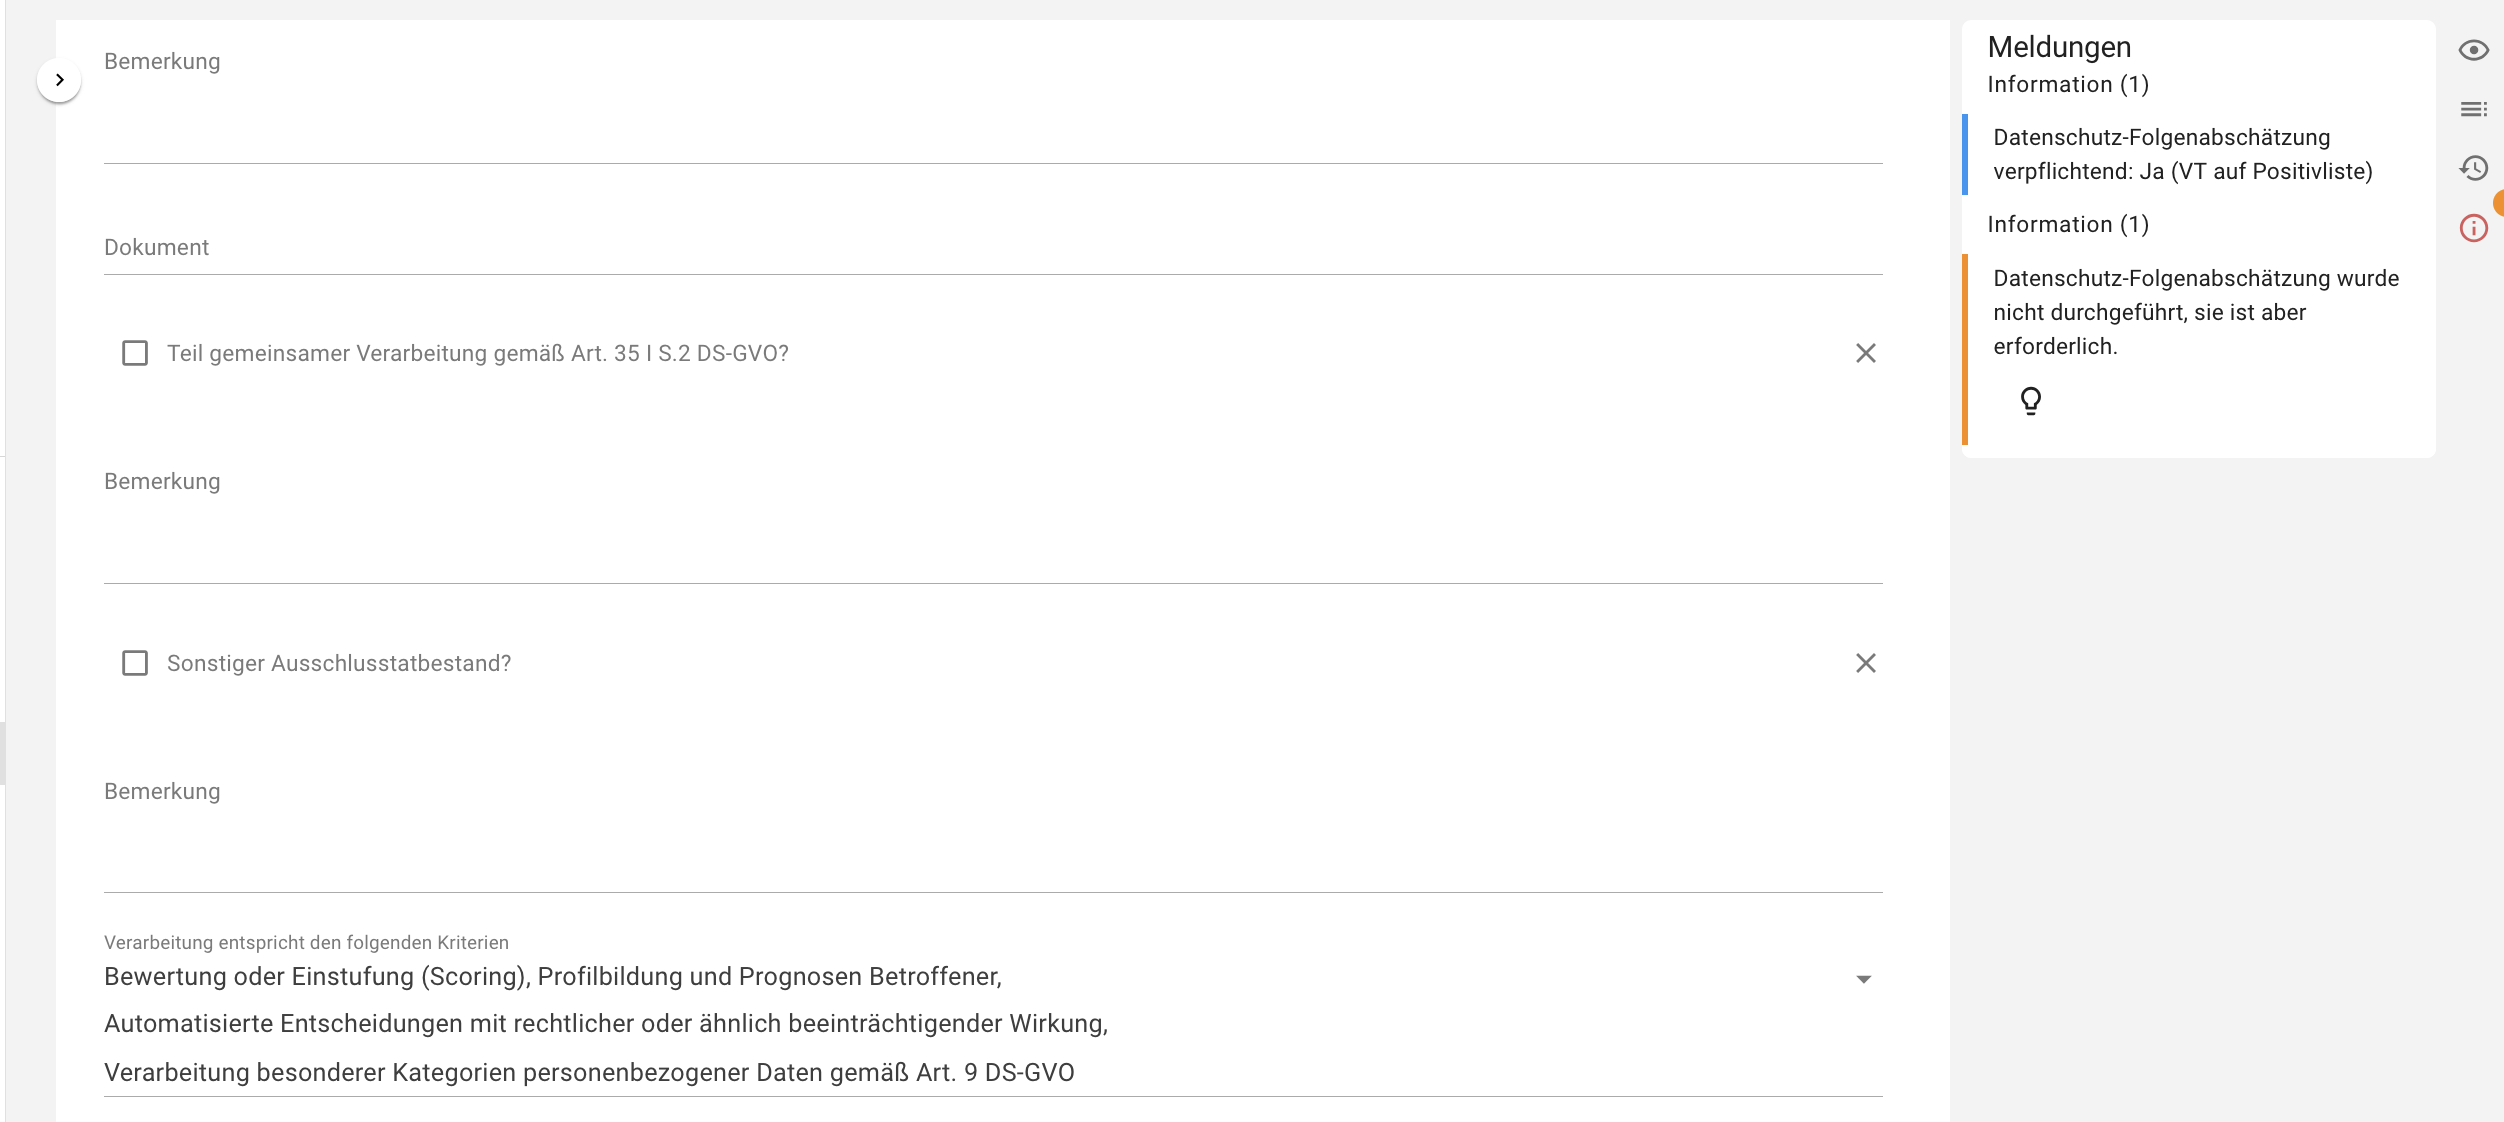 Bemerkung
Dokument
Teil gemeinsamer Verarbeitung gemäß Art. 35 I S.2 DS-GVO?
Bemerkung
Sonstiger Ausschlusstatbestand?
Bemerkung
Verarbeitung entspricht den folgenden Kriterien
Bewertung oder Einstufung (Scoring), Profilbildung und Prognosen Betroffener,
Automatisierte Entscheidungen mit rechtlicher oder ähnlich beeinträchtigender Wirkung,
Verarbeitung besonderer Kategorien personenbezogener Daten gemäß Art. 9 DS-GVO
Meldungen
Information (1)
Datenschutz-Folgenabschätzung
verpflichtend: Ja (VT auf Positivliste)
Information (1)
Datenschutz-Folgenabschätzung wurde
nicht durchgeführt, sie ist aber
erforderlich.